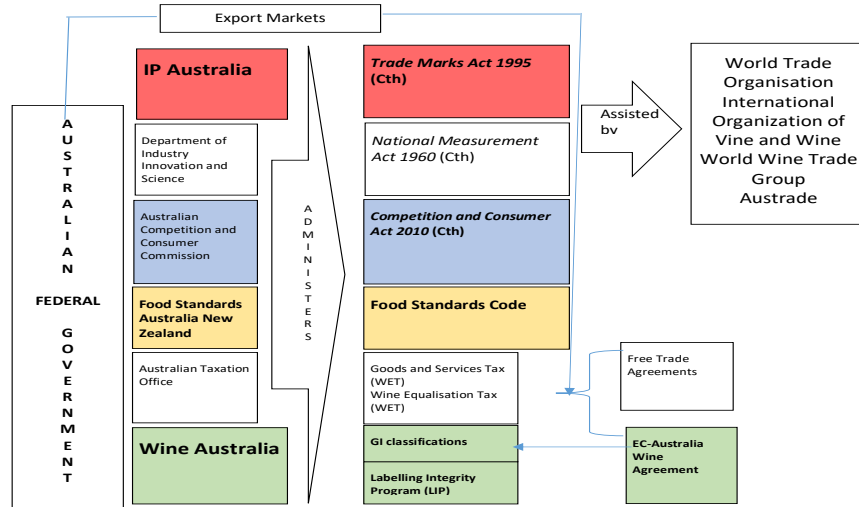 Export Markets
AUSTRALIAN
FEDERAL
GOVERNMENT
IP Australia
Department of
Industry
Innovation and
Science
Australian
Competition and
Consumer
Commission
Food Standards
Australia New
Zealand
Australian Taxation
Office
Wine Australia
ADMINISTERS
Trade Marks Act 1995
(Cth)
National Measurement
Act 1960 (Cth)
Competition and Consumer
Act 2010 (Cth)
Food Standards Code
Goods and Services Tax
(WET)
Wine Equalisation Tax
(WET)
GI classifications
Labelling Integrity
Program (LIP)
Assisted
by
World Trade
Organisation
International
Organization of
Vine and Wine
World Wine Trade
Group
Austrade
Free Trade
Agreements
EC-Australia
Wine
Agreement